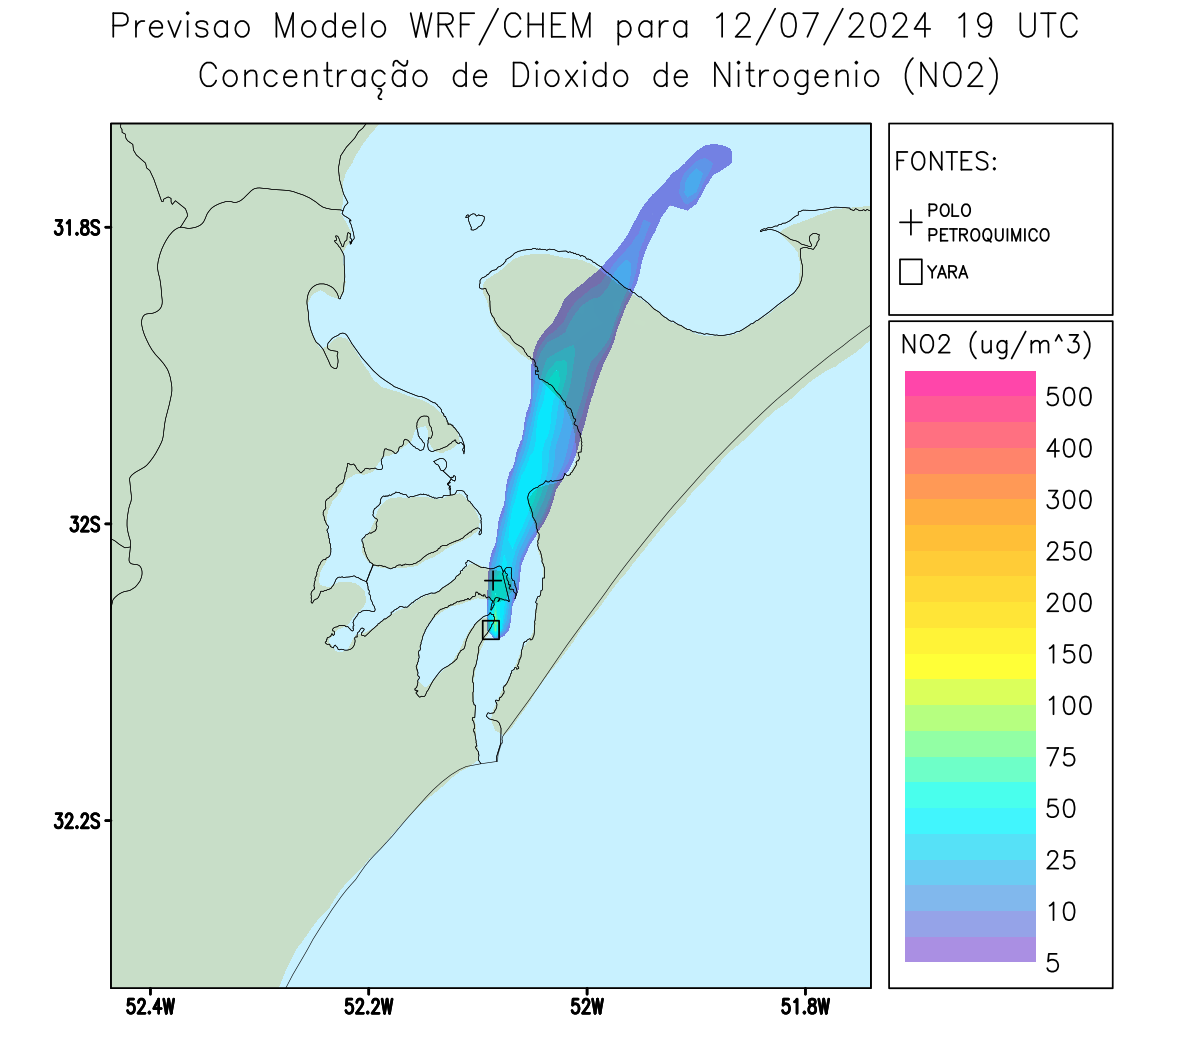 Previsao Modelo WRF/CHEM para 12/07/2024 19 UTC
Concentração de Dioxido de Nitrogenio (NO2)
FONTES:
POLO
PETROQUIMICO
YARA
31.8S
32S
32.2S
52.4W
52.2W
52W
51.8W
NO2 (ug/m^3)
500
400
300
250
200
150
100
75
50
25
10
5